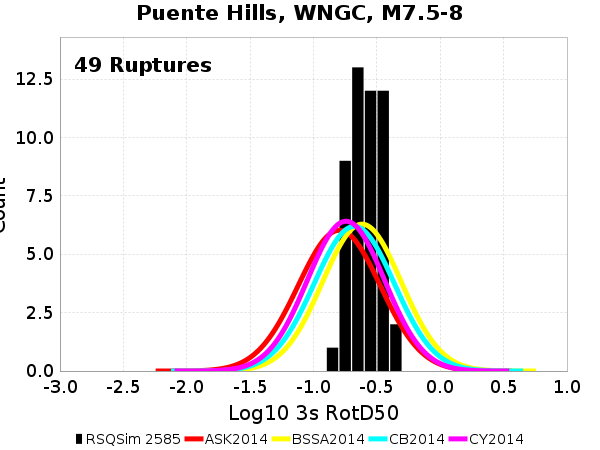 Puente Hills, WNGC, M7.5-8
49 Ruptures
12.5
10.0
7.5
5.0
2.5
0.0
Count
-3.0 -2.5 -2.0 -1.5 -1.0 -0.5 0.0 0.5 1.0
Log10 3s RotD50
RSQSim 2585 ASK2014 BSSA2014 CB2014 CY2014